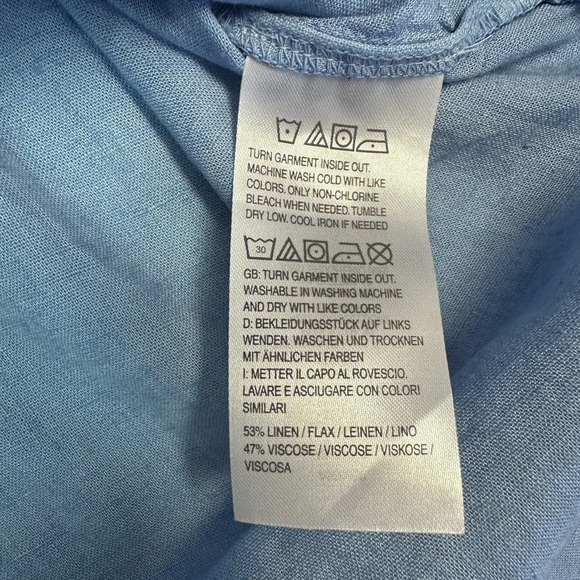 TURN GARMENT INSIDE OUT.
MACHINE WASH COLD WITH LIKE
COLORS. ONLY NON-CHLORINE
BLEACH WHEN NEEDED. TUMBLE
DRY LOW. COOL IRON IF NEEDED
30
GB: TURN GARMENT INSIDE OUT.
WASHABLE IN WASHING MACHINE
AND DRY WITH LIKE COLORS
D: BEKLEIDUNGSSTÜCK AUF LINKS
WENDEN. WASCHEN UND TROCKNEN
MIT ÄHNLICHEN FARBEN
I: METTER IL CAPO AL ROVESCIO.
LAVARE E ASCIUGARE CON COLORI
SIMILARI
53% LINEN / FLAX / LEINEN / LINO
47% VISCOSE / VISCOSE / VISKOSE /
VISCOSA